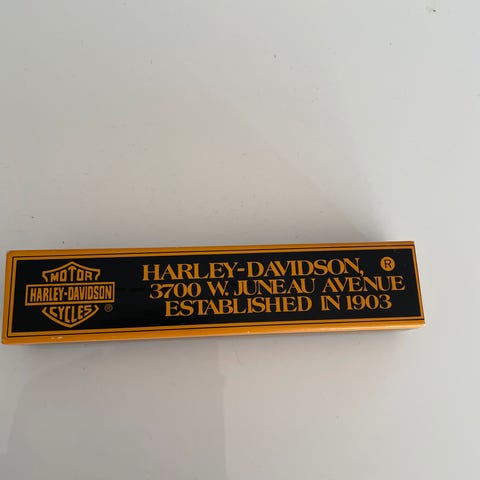 MOTOR
HARLEY-DAVIDSON
CYCLES ®
HARLEY-DAVIDSON, ®
3700 W. JUNEAU AVENUE
ESTABLISHED IN 1903